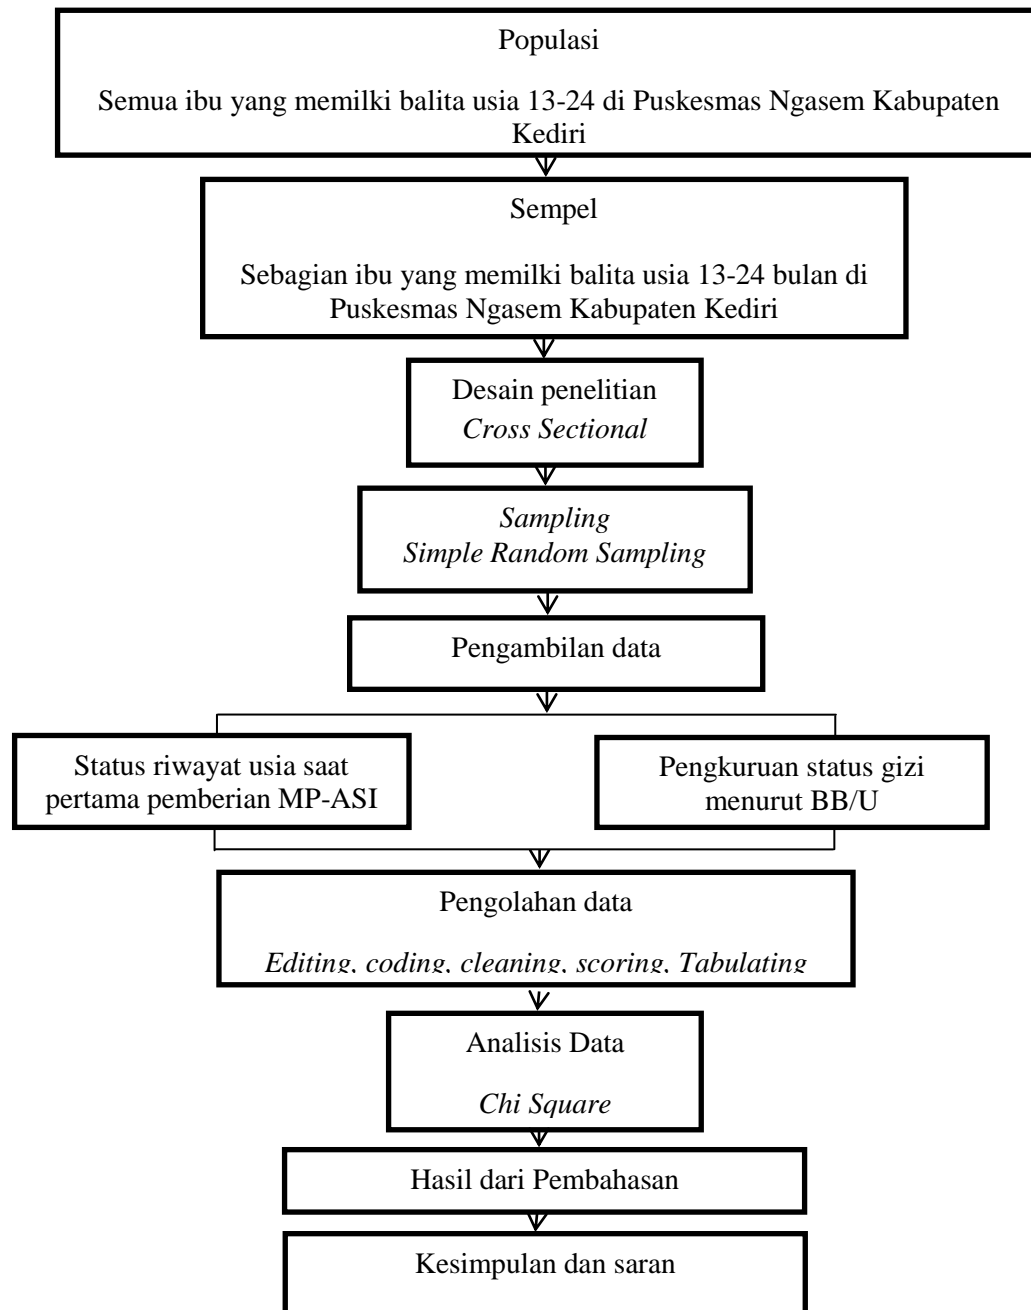 Populasi
Semua ibu yang memilki balita usia 13-24 di Puskesmas Ngasem Kabupaten
Kediri
Sempel
Sebagian ibu yang memilki balita usia 13-24 bulan di
Puskesmas Ngasem Kabupaten Kediri
Desain penelitian
Cross Sectional
Sampling
Simple Random Sampling
Pengambilan data
Status riwayat usia saat
pertama pemberian MP-ASI
Pengkuruan status gizi
menurut BB/U
Pengolahan data
Editing, coding, cleaning, scoring, Tabulating
Analisis Data
Chi Square
Hasil dari Pembahasan
Kesimpulan dan saran